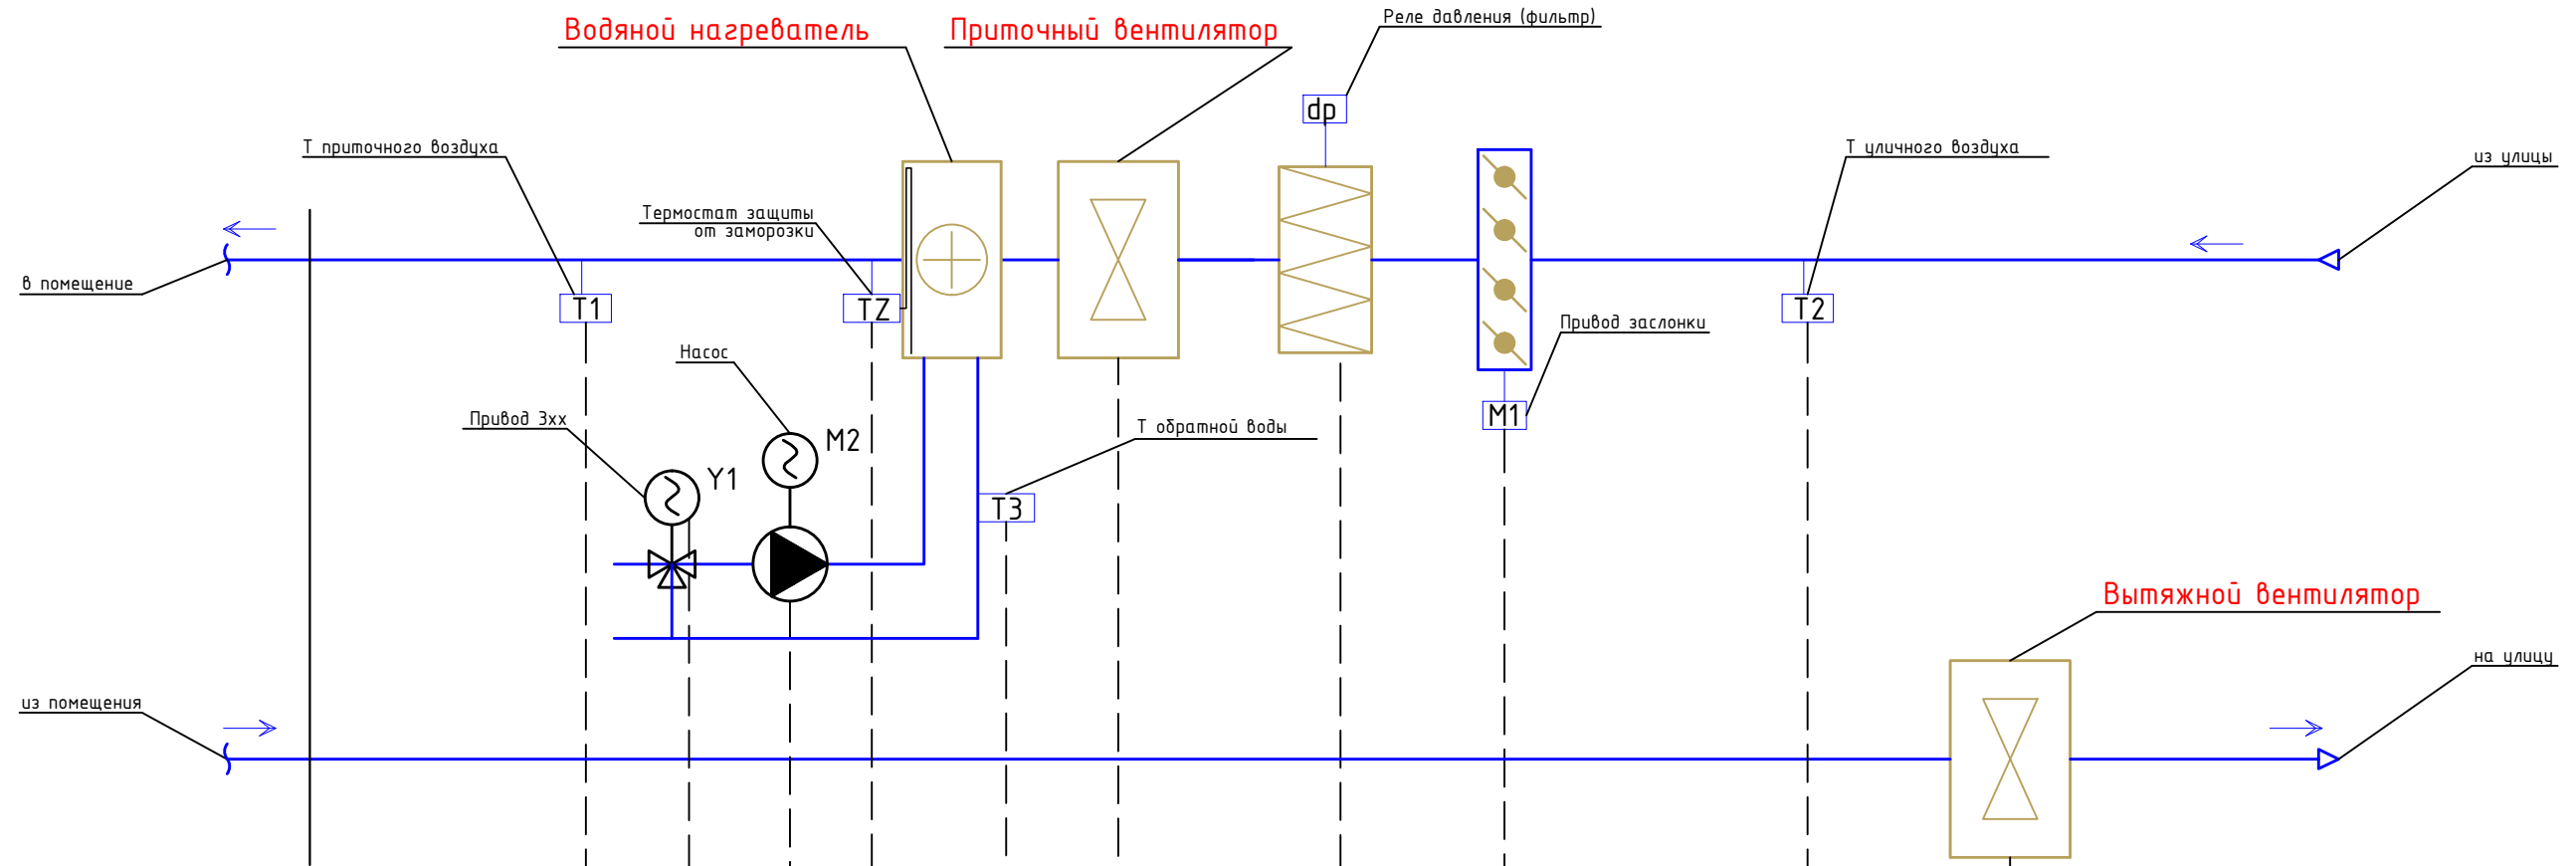 Реле давления (фильтр)
Водяной нагреватель
Приточный вентилятор
dp
Т приточного воздуха
Т уличного воздуха
из улицы
Термостат защиты
от заморозки
в помещение
T1
TZ
T2
Привод заслонки
Насос
M1
Привод 3хх
Т обратной воды
M2
Y1
T3
Вытяжной вентилятор
на улицу
из помещения